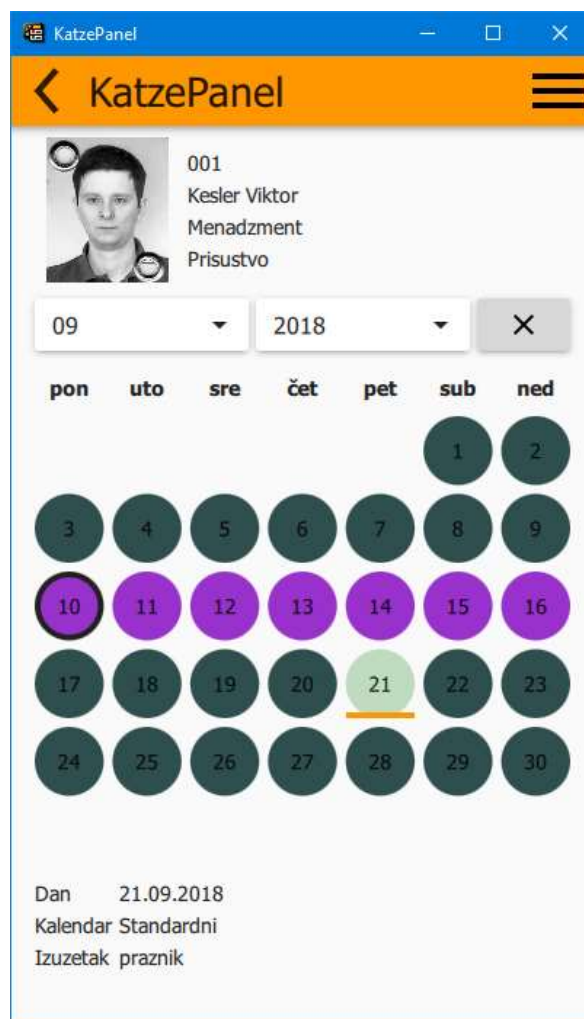 KatzePanel
KatzePanel
001
Kesler Viktor
Menadzment
Prisustvo
09 2018
pon uto sre čet pet sub ned
1 2
3 4 5 6 7 8 9
10 11 12 13 14 15 16
17 18 19 20 21 22 23
24 25 26 27 28 29 30
Dan 21.09.2018
Kalendar Standardni
Izuzetak praznik